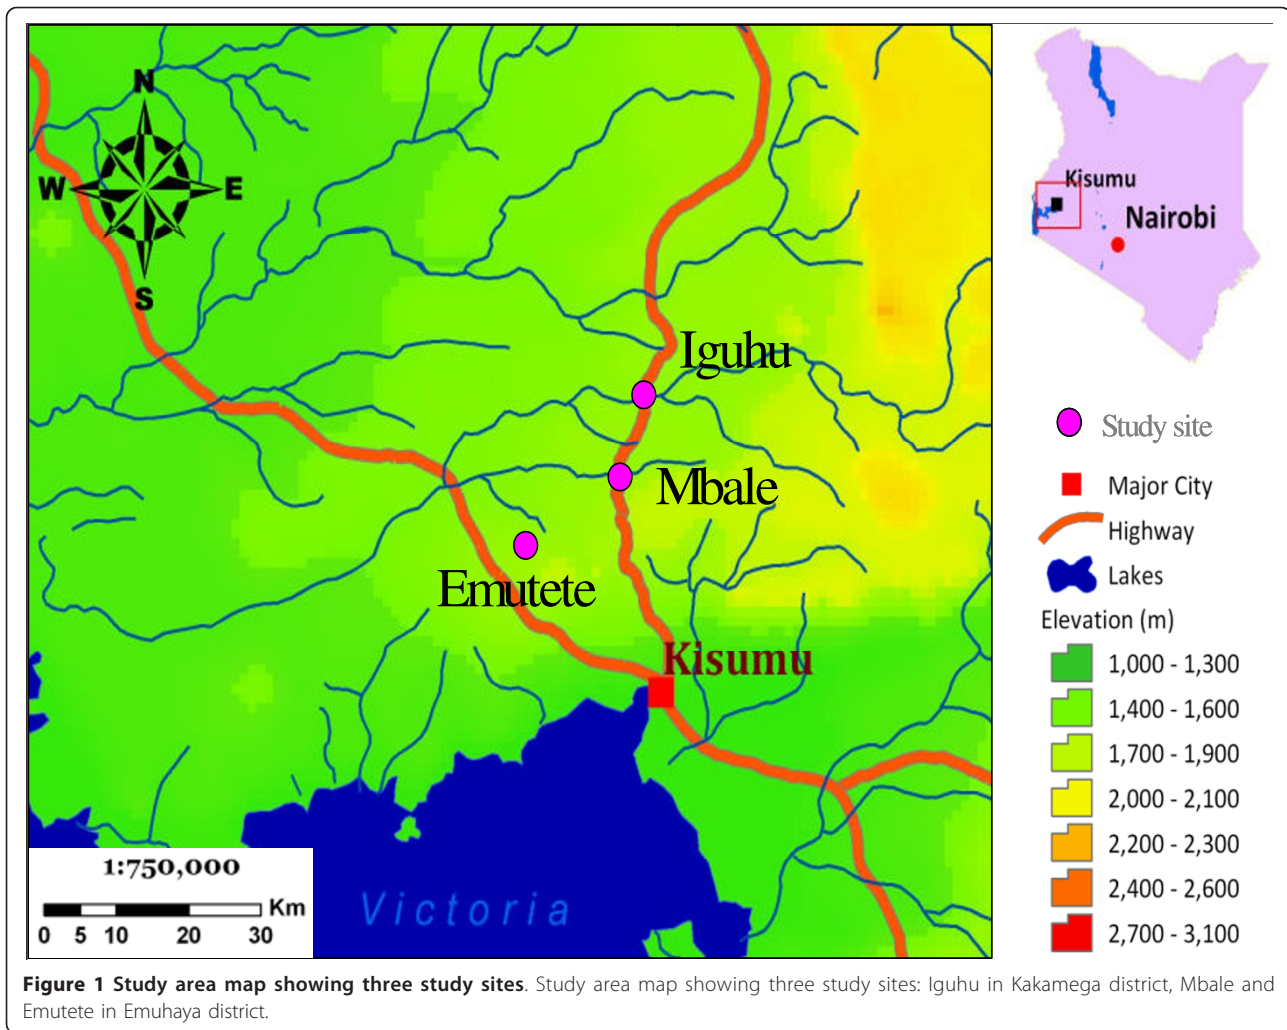 N
W E
S
Iguhu
Mbale
Emutete
Kisumu
Victoria
1:750,000
Km
0 5 10 20 30
Kisumu
Nairobi
Study site
Major City
Highway
Lakes
Elevation (m)
1,000 - 1,300
1,400 - 1,600
1,700 - 1,900
2,000 - 2,100
2,200 - 2,300
2,400 - 2,600
2,700 - 3,100
Figure 1 Study area map showing three study sites. Study area map showing three study sites: Iguhu in Kakamega district, Mbale and
Emutete in Emuhaya district.